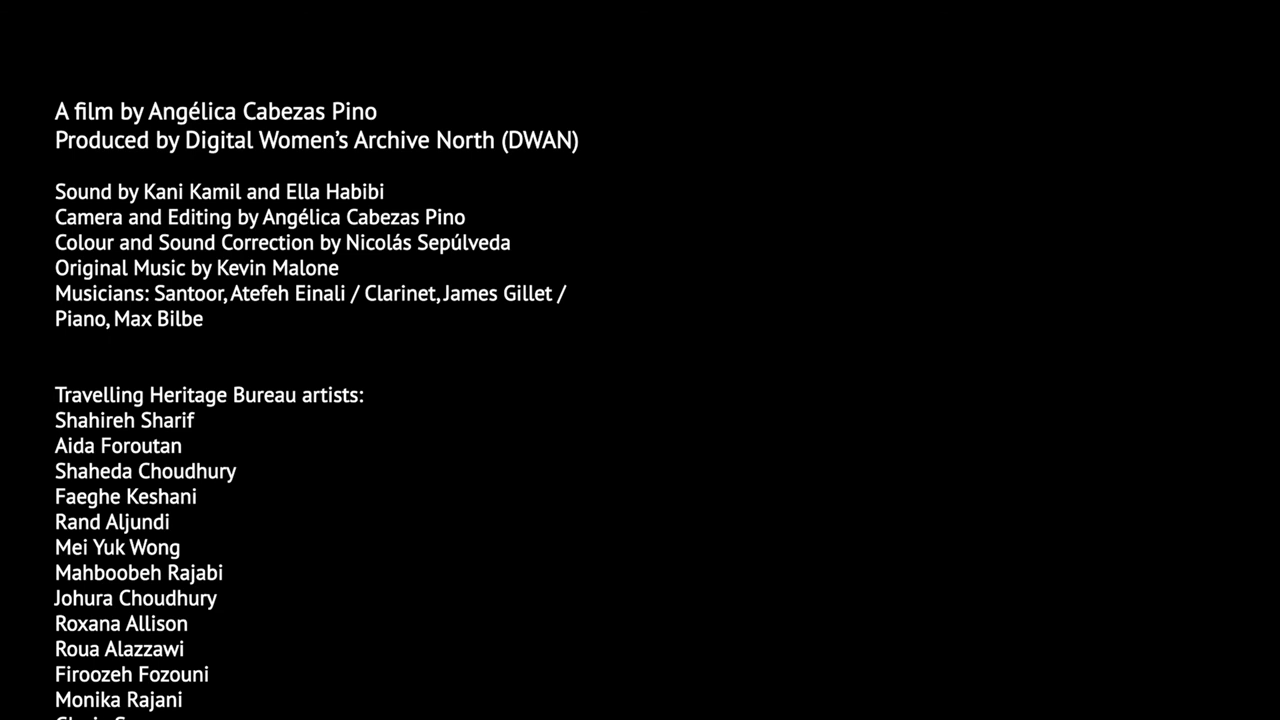 A film by Angélica Cabezas Pino
Produced by Digital Women’s Archive North (DWAN)
Sound by Kani Kamil and Ella Habibi
Camera and Editing by Angélica Cabezas Pino
Colour and Sound Correction by Nicolás Sepúlveda
Original Music by Kevin Malone
Musicians: Santoor, Atefeh Einali / Clarinet, James Gillet /
Piano, Max Bilbe
Travelling Heritage Bureau artists:
Shahireh Sharif
Aida Foroutan
Shaheda Choudhury
Faeghe Keshani
Rand Aljundi
Mei Yuk Wong
Mahboobeh Rajabi
Johura Choudhury
Roxana Allison
Roua Alazzawi
Firoozeh Fozouni
Monika Rajani